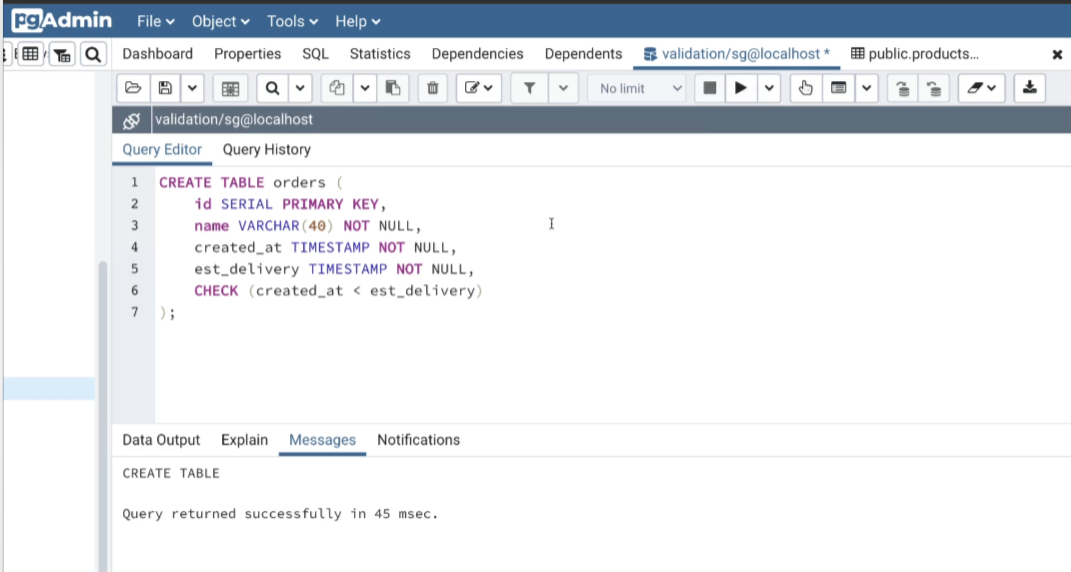 pgAdmin File Object Tools Help
Dashboard Properties SQL Statistics Dependencies Dependents validation/sg@localhost * public.products...
No limit
validation/sg@localhost
Query Editor Query History
1 CREATE TABLE orders (
2 id SERIAL PRIMARY KEY,
3 name VARCHAR(40) NOT NULL,
4 created_at TIMESTAMP NOT NULL,
5 est_delivery TIMESTAMP NOT NULL,
6 CHECK (created_at < est_delivery)
7 );
Data Output Explain Messages Notifications
CREATE TABLE
Query returned successfully in 45 msec.